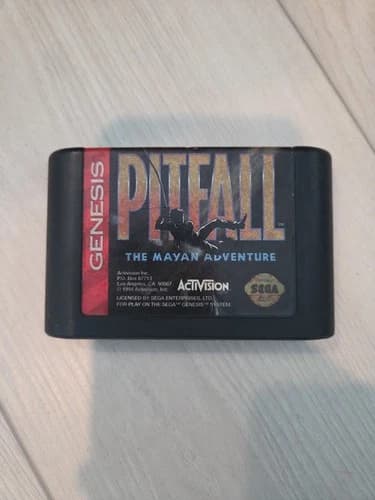 GENESIS
PITFALL™
THE MAYAN ADVENTURE
Activision Inc.
P.O. Box 67713
Los Angeles, CA 90067
© 1994 Activision, Inc.
ACTIVISION
LICENSED BY SEGA ENTERPRISES, LTD.
FOR PLAY ON THE SEGA™ GENESIS™ SYSTEM.
SEGA